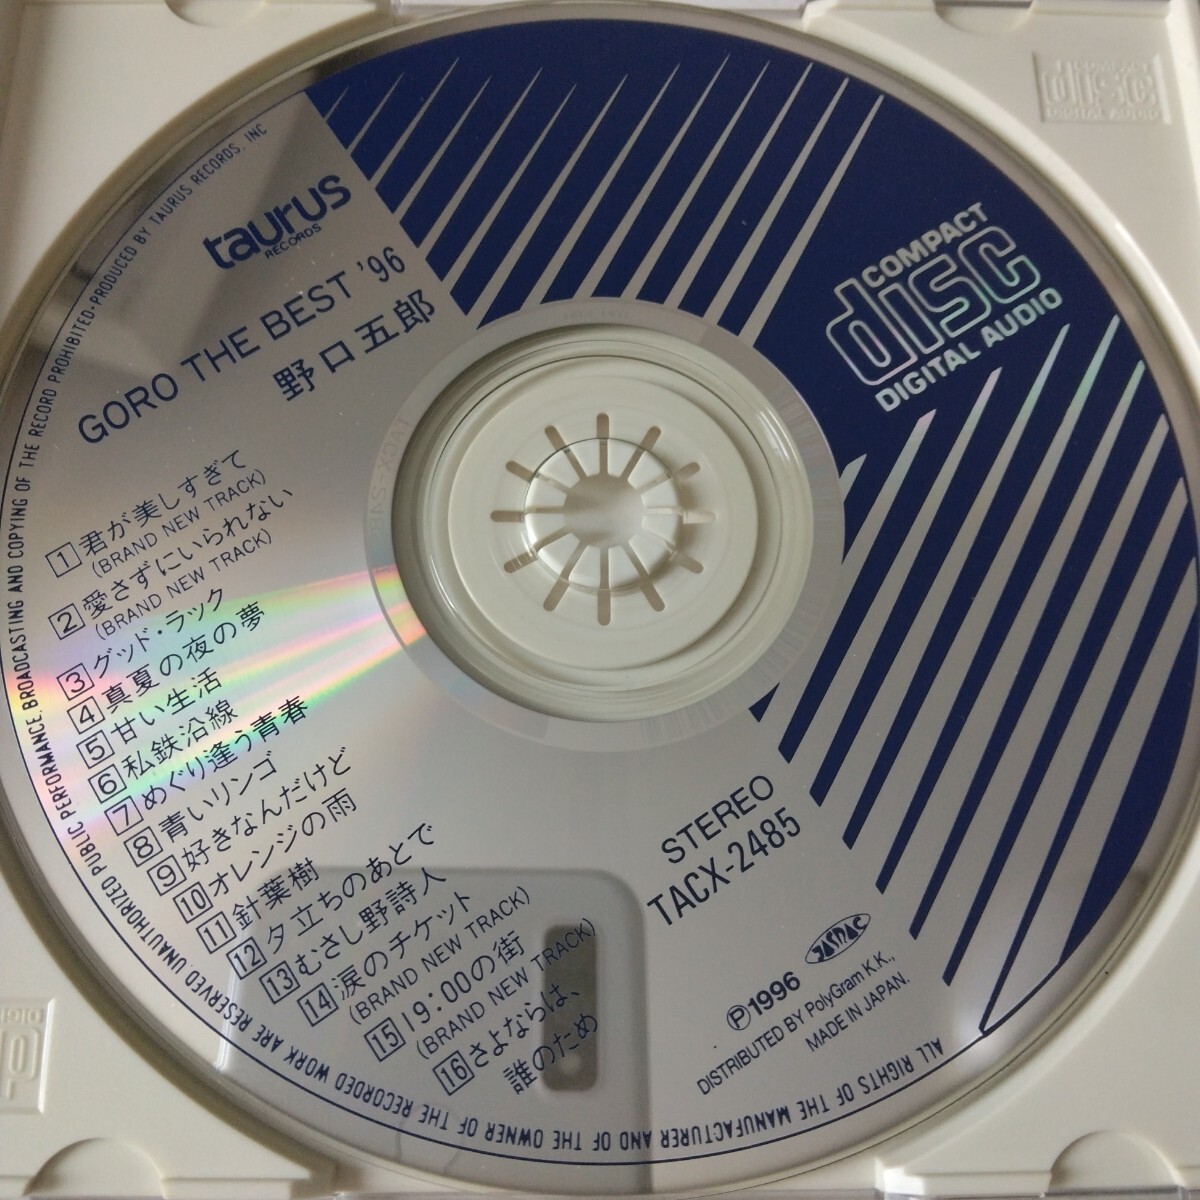 taurus
RECORDS
GORO THE BEST '96
野口五郎
COMPACT
disc
DIGITAL AUDIO
1 君が美しすぎて
(BRAND NEW TRACK)
2 愛さずにいられない
(BRAND NEW TRACK)
3 グッド・ラック
4 真夏の夜の夢
5 甘い生活
6 私鉄沿線
7 めぐり逢う青春
8 青いリンゴ
9 好きなんだけど
10 オレンジの雨
11 針葉樹
12 夕立ちのあとで
13 むさし野詩人
14 涙のチケット
(BRAND NEW TRACK)
15 19:00の街
(BRAND NEW TRACK)
16 さよならは、
誰のため
STEREO
TACX-2485
JASRAC
Ⓟ1996
DISTRIBUTED BY PolyGram K.K.,
MADE IN JAPAN.
ALL RIGHTS OF THE MANUFACTURER AND OF THE OWNER OF THE RECORDED WORK ARE RESERVED UNAUTHORIZED PUBLIC PERFORMANCE. BROADCASTING AND COPYING OF THE RECORD PROHIBITED・PRODUCED BY TAURUS RECORDS, INC
COMPACT
disc
DIGITAL AUDIO